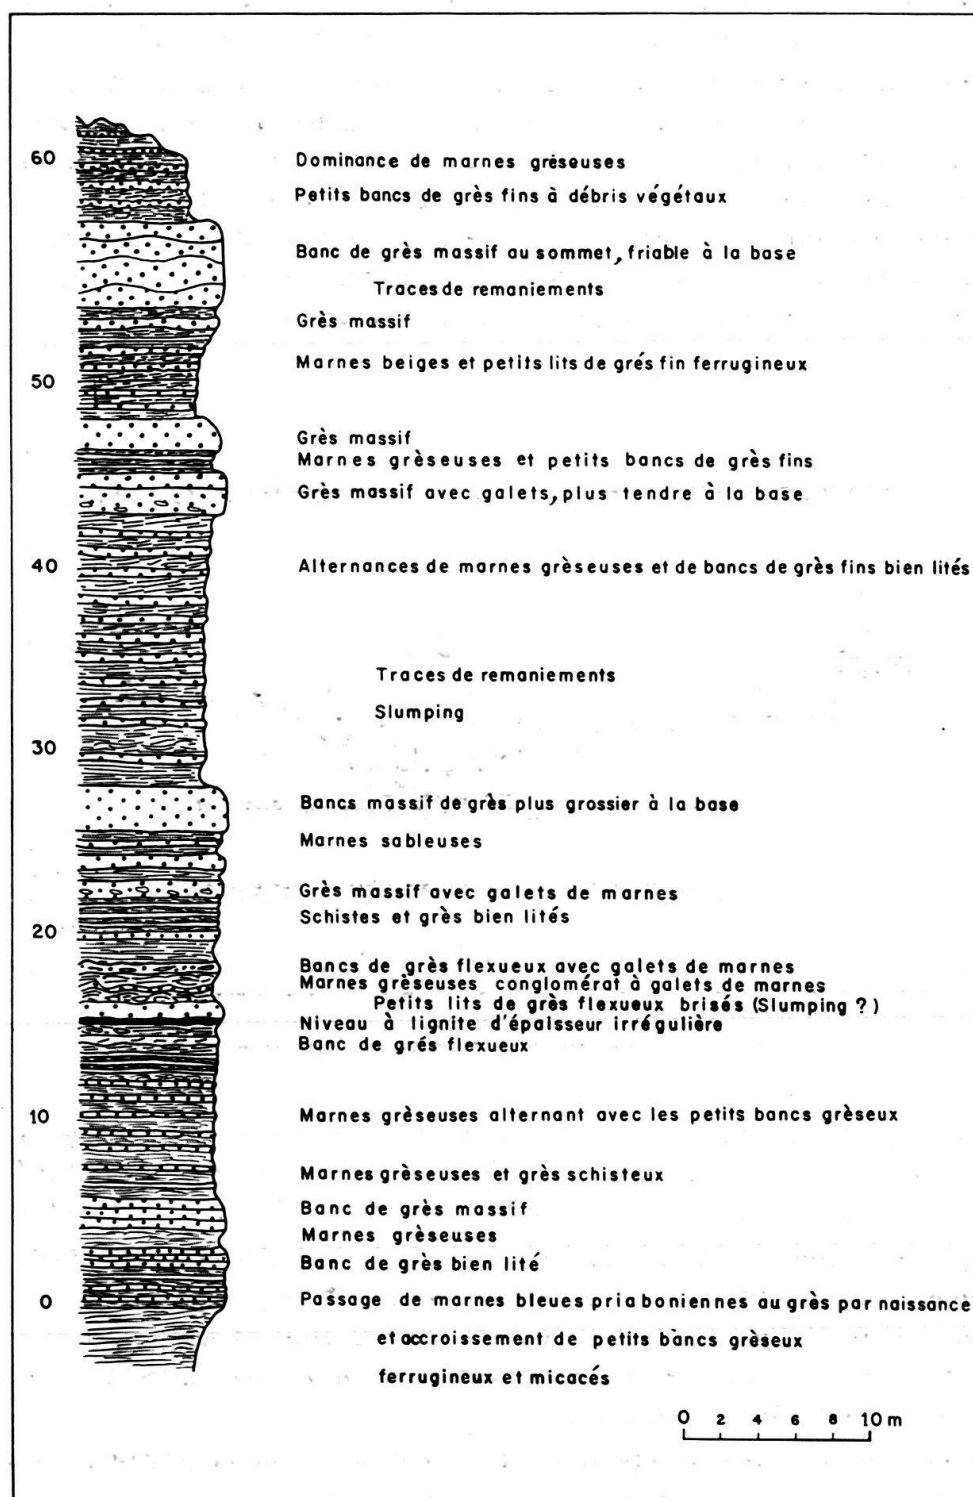 60
Dominance de marnes grèseuses
Petits bancs de grès fins à débris végétaux
Banc de grès massif au sommet, friable à la base
Traces de remaniements
Grès massif
50
Marnes beiges et petits lits de grés fin ferrugineux
Grès massif
Marnes grèseuses et petits bancs de grès fins
Grès massif avec galets, plus tendre à la base
40
Alternances de marnes grèseuses et de bancs de grès fins bien lités
Traces de remaniements
Slumping
30
Bancs massif de grès plus grossier à la base
Marnes sableuses
Grès massif avec galets de marnes
Schistes et grès bien lités
20
Bancs de grès flexueux avec galets de marnes
Marnes grèseuses conglomérat à galets de marnes
Petits lits de grès flexueux brisés (Slumping ?)
Niveau à lignite d'épaisseur irrégulière
Banc de grés flexueux
10
Marnes grèseuses alternant avec les petits bancs grèseux
Marnes grèseuses et grès schisteux
Banc de grès massif
Marnes grèseuses
Banc de grès bien lité
0
Passage de marnes bleues priaboniennes au grès par naissance
et accroissement de petits bancs grèseux
ferrugineux et micacés
0 2 4 6 8 10 m